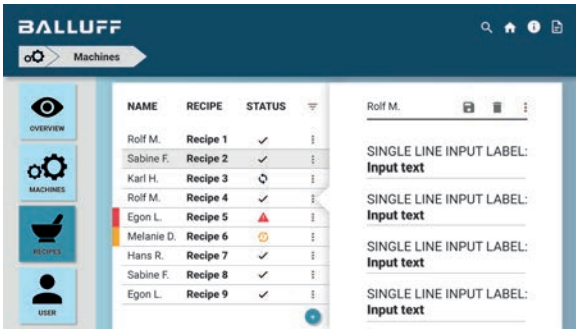 BALLUFF
Machines
OVERVIEW
MACHINES
RECIPES
USER
NAME RECIPE STATUS
Rolf M. Recipe 1
Sabine F. Recipe 2
Karl H. Recipe 3
Rolf M. Recipe 4
Egon L. Recipe 5
Melanie D. Recipe 6
Hans R. Recipe 7
Sabine F. Recipe 8
Egon L. Recipe 9
Rolf M.
SINGLE LINE INPUT LABEL:
Input text
SINGLE LINE INPUT LABEL:
Input text
SINGLE LINE INPUT LABEL:
Input text
SINGLE LINE INPUT LABEL:
Input text